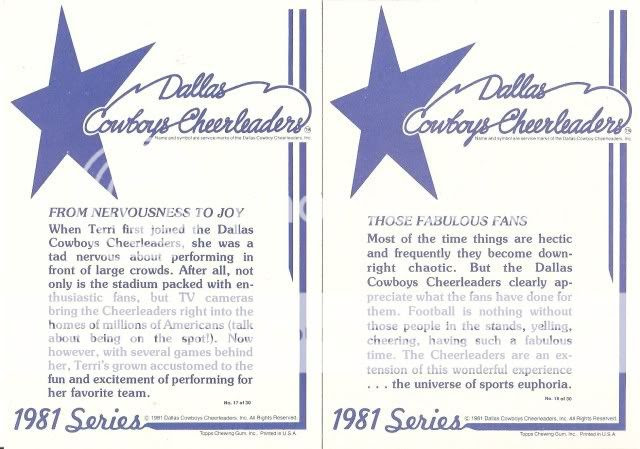 Dallas
Cowboys Cheerleaders TM
Name and symbol are service marks of the Dallas Cowboys Cheerleaders, Inc.
FROM NERVOUSNESS TO JOY
When Terri first joined the Dallas
Cowboys Cheerleaders, she was a
tad nervous about performing in
front of large crowds. After all, not
only is the stadium packed with en-
thusiastic fans, but TV cameras
bring the Cheerleaders right into the
homes of millions of Americans (talk
about being on the spot!). Now
however, with several games behind
her, Terri's grown accustomed to the
fun and excitement of performing for
her favorite team.
No. 17 of 30
1981 Series
© 1981 Dallas Cowboys Cheerleaders, Inc. All Rights Reserved.
Topps Chewing Gum, Inc. Printed in U.S.A.
Dallas
Cowboys Cheerleaders TM
Name and symbol are service marks of the Dallas Cowboys Cheerleaders, Inc.
THOSE FABULOUS FANS
Most of the time things are hectic
and frequently they become down-
right chaotic. But the Dallas
Cowboys Cheerleaders clearly ap-
preciate what the fans have done for
them. Football is nothing without
those people in the stands, yelling,
cheering, having such a fabulous
time. The Cheerleaders are an ex-
tension of this wonderful experience
. . . the universe of sports euphoria.
No. 18 of 30
1981 Series
© 1981 Dallas Cowboys Cheerleaders, Inc. All Rights Reserved.
Topps Chewing Gum, Inc. Printed in U.S.A.